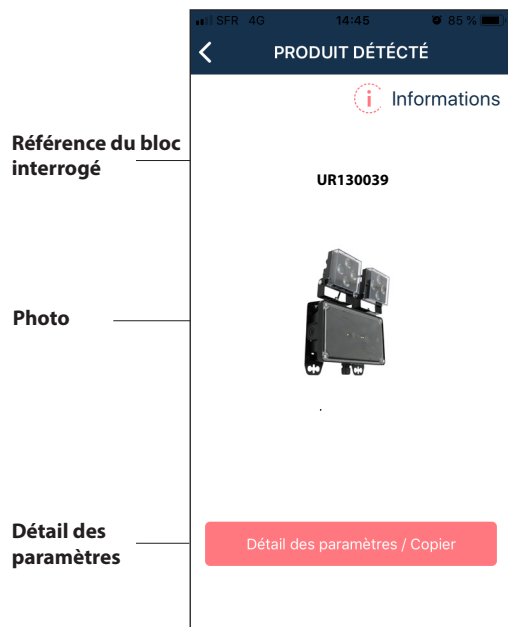 SFR 4G 14:45 85 %
PRODUIT DÉTÉCTÉ
i Informations
Référence du bloc
interrogé
UR130039
Photo
Détail des
paramètres
Détail des paramètres / Copier